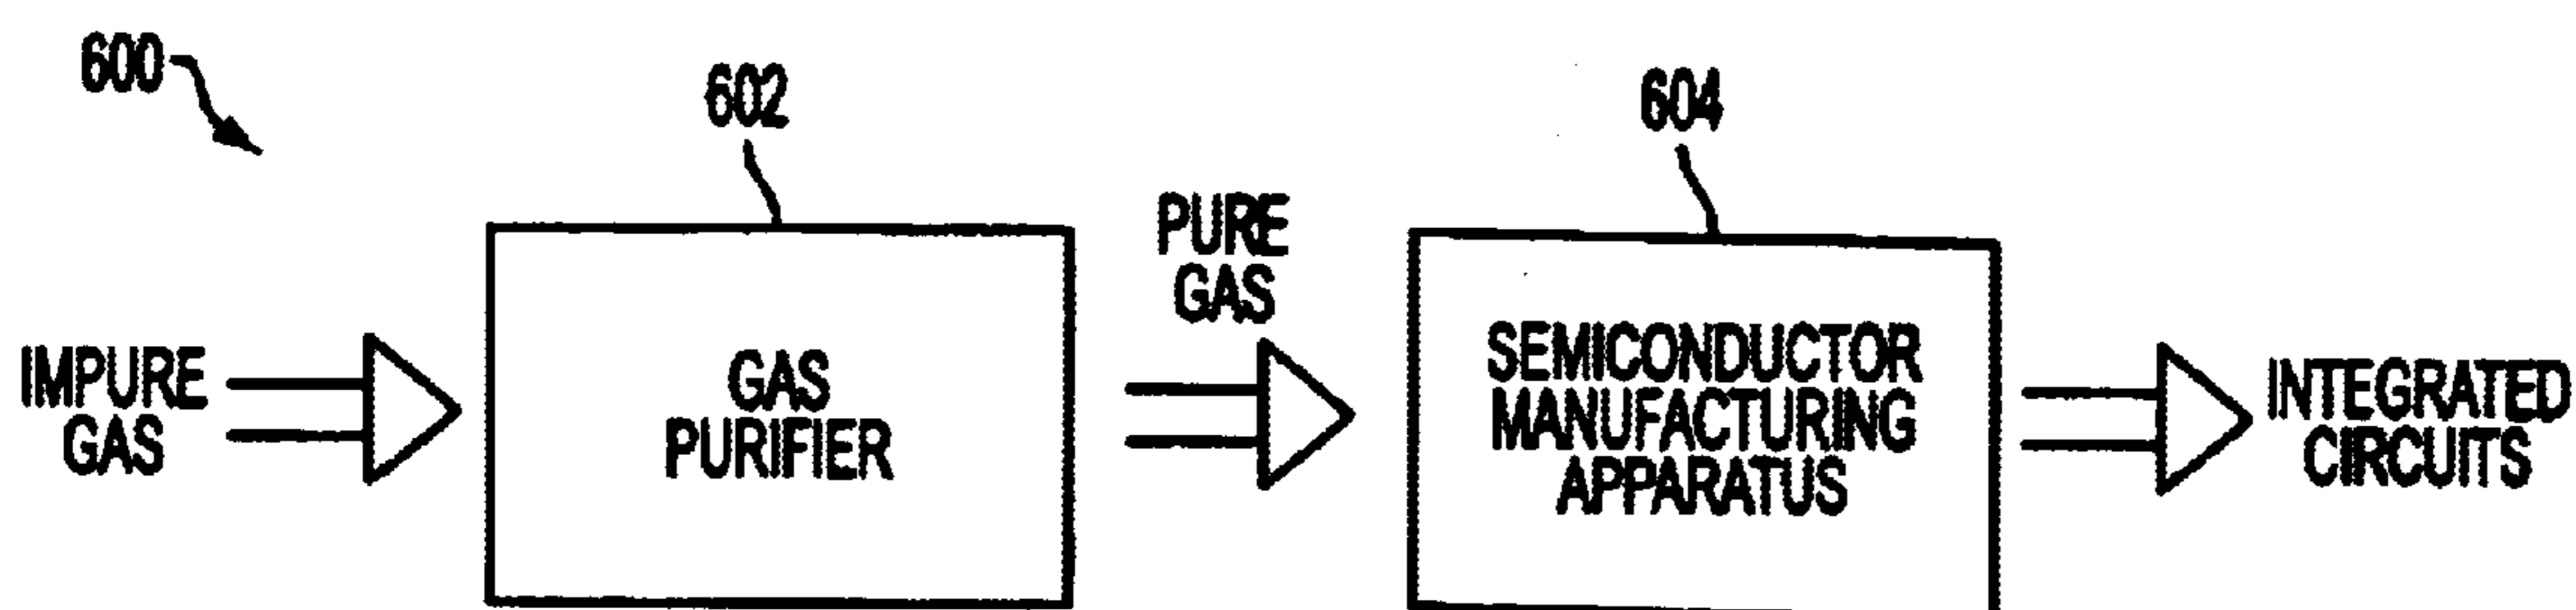 600
602
604
IMPURE
GAS
GAS
PURIFIER
PURE
GAS
SEMICONDUCTOR
MANUFACTURING
APPARATUS
INTEGRATED
CIRCUITS